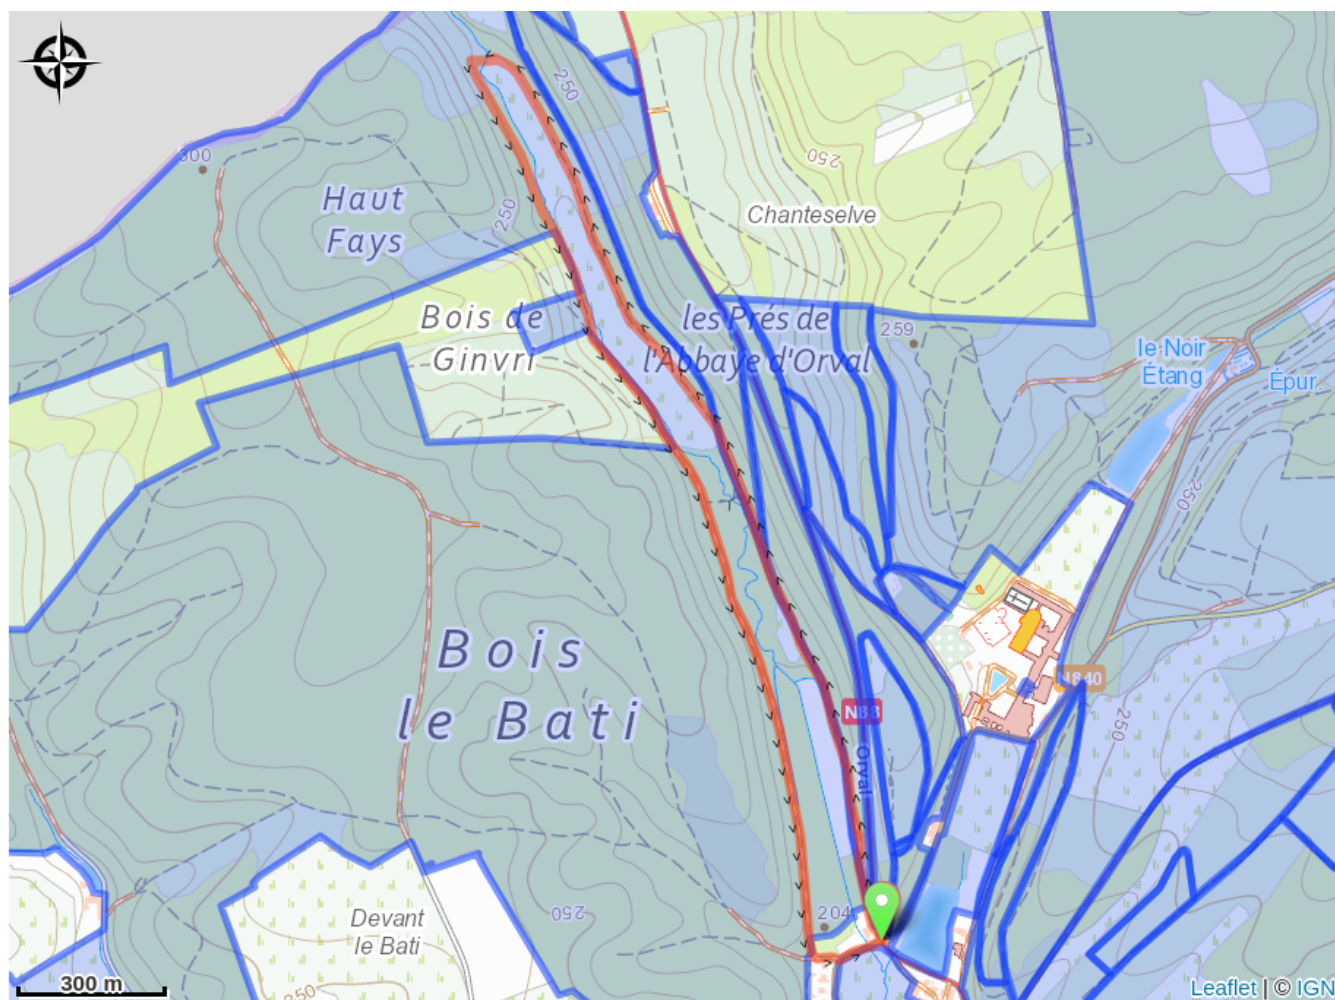 250
300
Haut
Fays
250
250
Chanteselve
Bois de
Ginvri
les Prés de
l'Abbaye d'Orval
259
le Noir
Étang
Épur.
250
Bois
le Bati
N840
N88
Orval
250
Devant
le Bati
250
204
300 m
250
Leaflet | © IGN